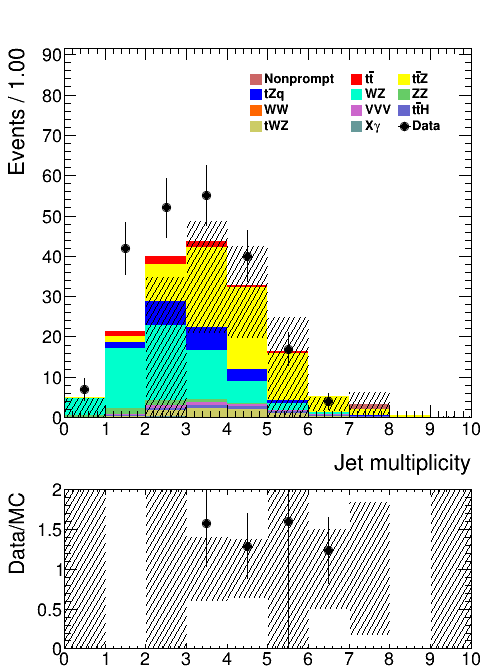 Events / 1.00
90
80
70
60
50
40
30
20
10
0
Nonprompt tt̄ tt̄Z
tZq WZ ZZ
WW VVV tt̄H
tWZ Xγ Data
0 1 2 3 4 5 6 7 8 9 10
Jet multiplicity
Data/MC
2
1.5
1
0.5
0
0 1 2 3 4 5 6 7 8 9 10